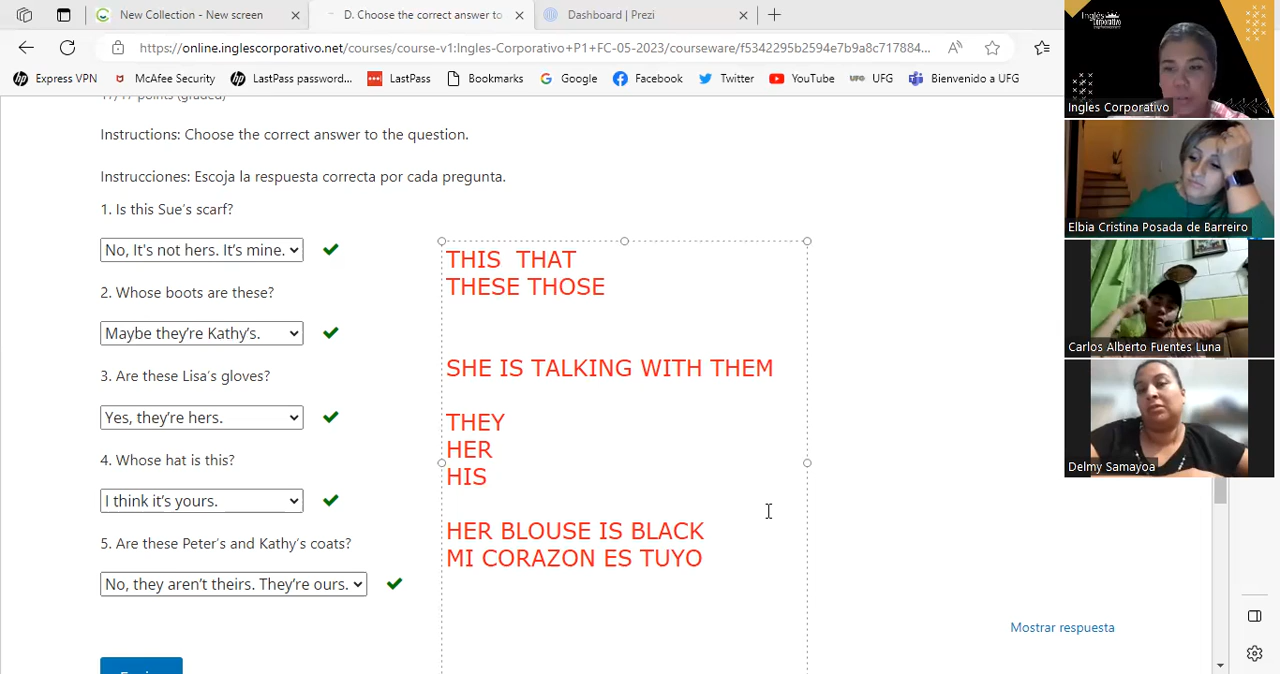 New Collection - New screen
D. Choose the correct answer to
Dashboard | Prezi
https://online.inglescorporativo.net/courses/course-v1:Ingles-Corporativo+P1+FC-05-2023/courseware/f5342295b2594e7b9a8c717884...
Express VPN
McAfee Security
LastPass password...
LastPass
Bookmarks
Google
Facebook
Twitter
YouTube
UFG
Bienvenido a UFG
Instructions: Choose the correct answer to the question.
Instrucciones: Escoja la respuesta correcta por cada pregunta.
1. Is this Sue's scarf?
No, It's not hers. It's mine.
2. Whose boots are these?
Maybe they're Kathy's.
3. Are these Lisa's gloves?
Yes, they're hers.
4. Whose hat is this?
I think it's yours.
5. Are these Peter's and Kathy's coats?
No, they aren't theirs. They're ours.
THIS THAT
THESE THOSE
SHE IS TALKING WITH THEM
THEY
HER
HIS
HER BLOUSE IS BLACK
MI CORAZON ES TUYO
Mostrar respuesta
Inglés
Corporativo
Ingles Corporativo
Elbia Cristina Posada de Barreiro
Carlos Alberto Fuentes Luna
Delmy Samayoa